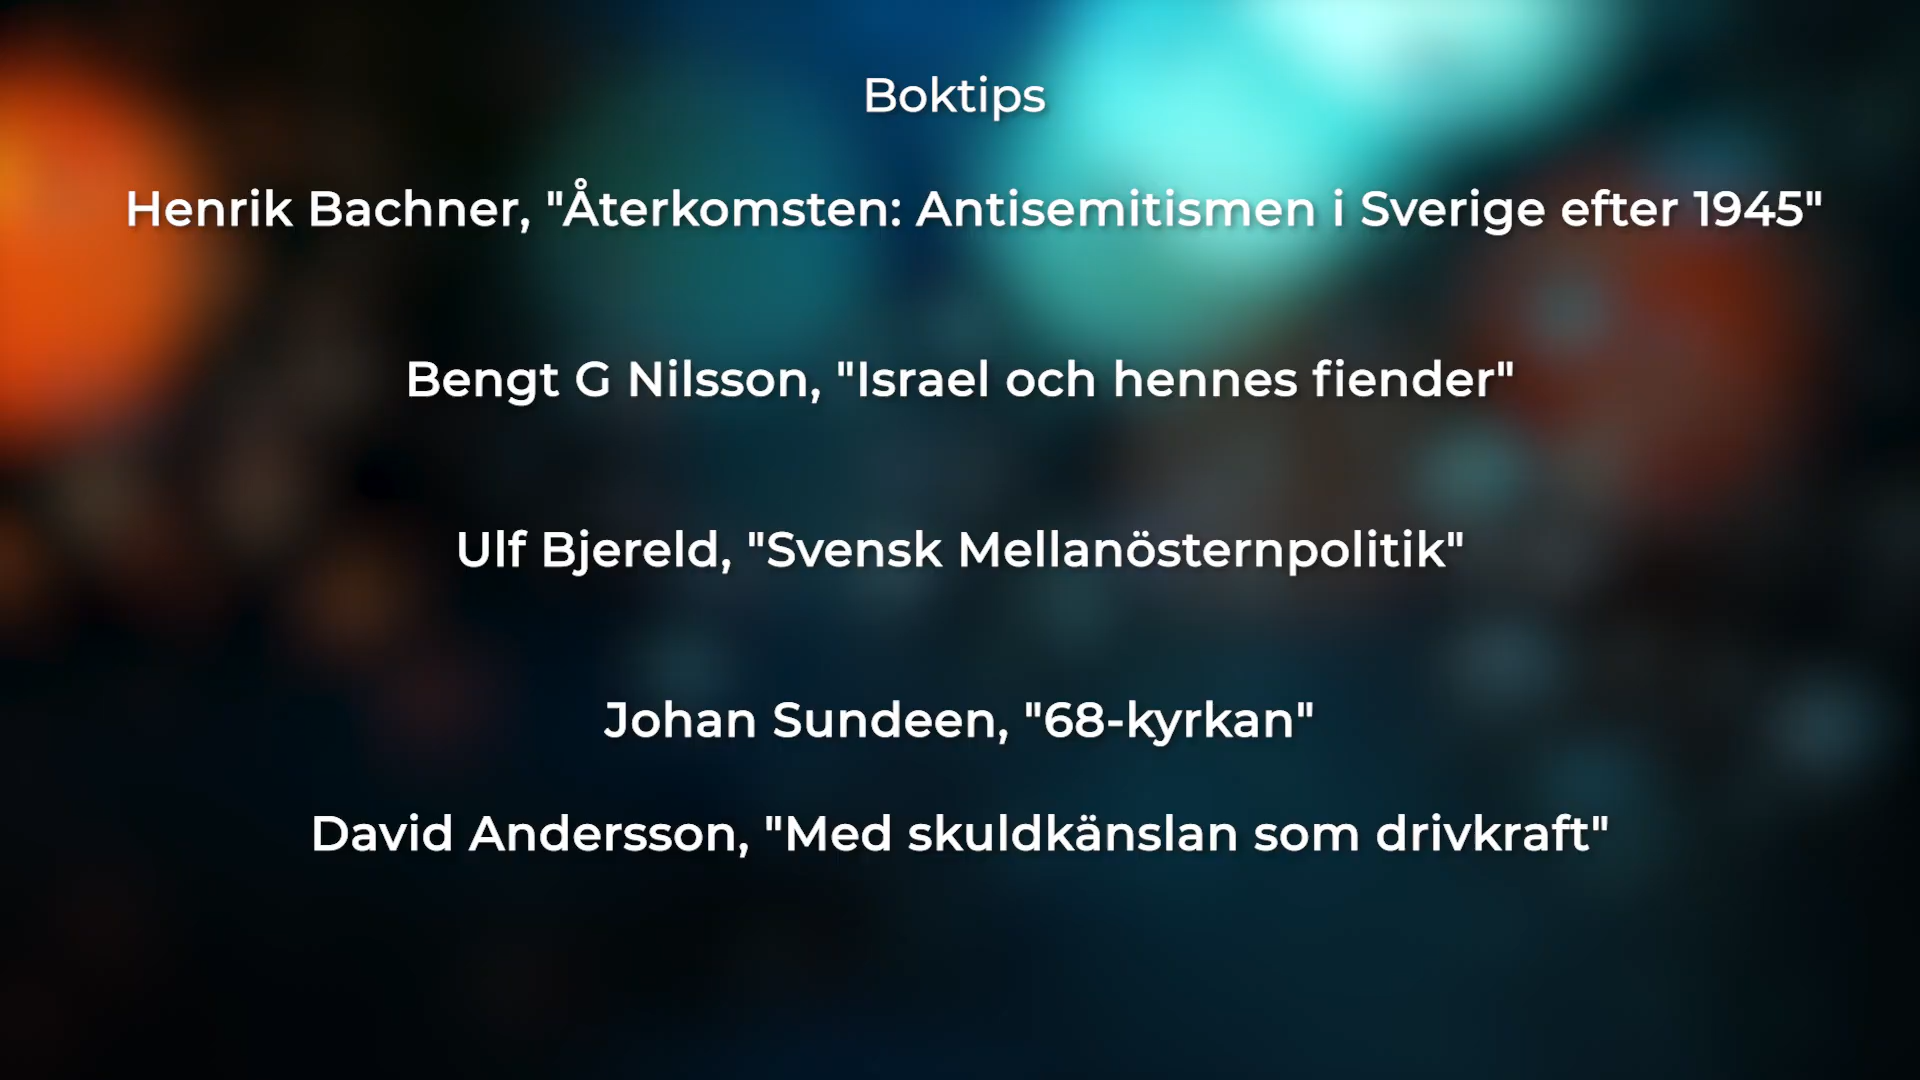 Boktips
Henrik Bachner, "Återkomsten: Antisemitismen i Sverige efter 1945"
Bengt G Nilsson, "Israel och hennes fiender"
Ulf Bjereld, "Svensk Mellanösternpolitik"
Johan Sundeen, "68-kyrkan"
David Andersson, "Med skuldkänslan som drivkraft"